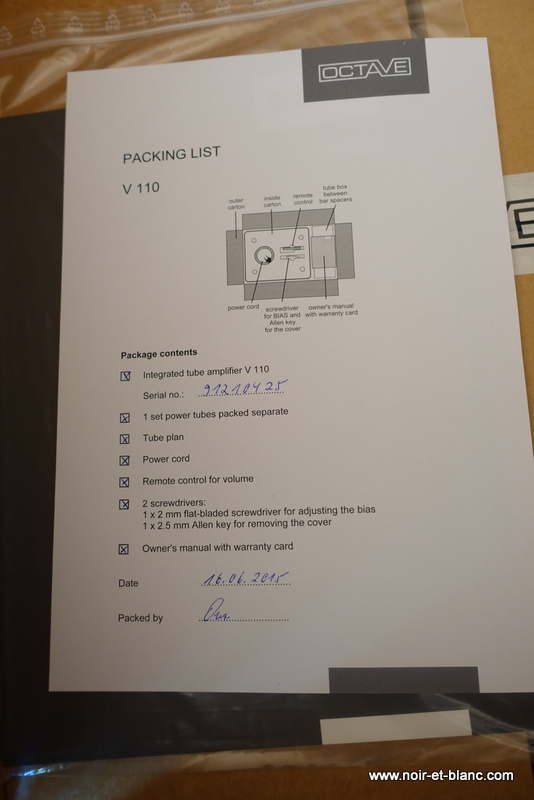 OCTAVE
PACKING LIST
V 110
outer carton
inside carton
remote control
tube box between bar spacers
power cord
screwdriver for BIAS and Allen key for the cover
owner's manual with warranty card
Package contents
Integrated tube amplifier V 110
Serial no.: 91210425
1 set power tubes packed separate
Tube plan
Power cord
Remote control for volume
2 screwdrivers:
1 x 2 mm flat-bladed screwdriver for adjusting the bias
1 x 2.5 mm Allen key for removing the cover
Owner's manual with warranty card
Date 16.06.2015
Packed by
www.noir-et-blanc.com